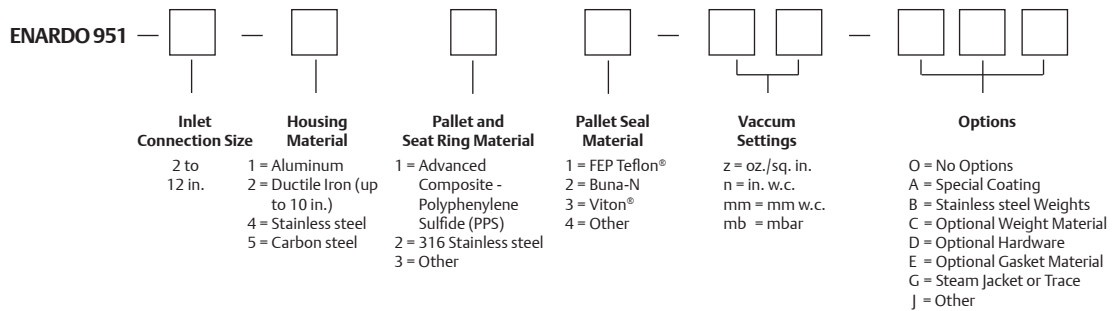 ENARDO 951 — — — —
Inlet
Connection Size
2 to
12 in.
Housing
Material
1 = Aluminum
2 = Ductile Iron (up
to 10 in.)
4 = Stainless steel
5 = Carbon steel
Pallet and
Seat Ring Material
1 = Advanced
Composite -
Polyphenylene
Sulfide (PPS)
2 = 316 Stainless steel
3 = Other
Pallet Seal
Material
1 = FEP Teflon®
2 = Buna-N
3 = Viton®
4 = Other
Vaccum
Settings
z = oz./sq. in.
n = in. w.c.
mm = mm w.c.
mb = mbar
Options
O = No Options
A = Special Coating
B = Stainless steel Weights
C = Optional Weight Material
D = Optional Hardware
E = Optional Gasket Material
G = Steam Jacket or Trace
J = Other